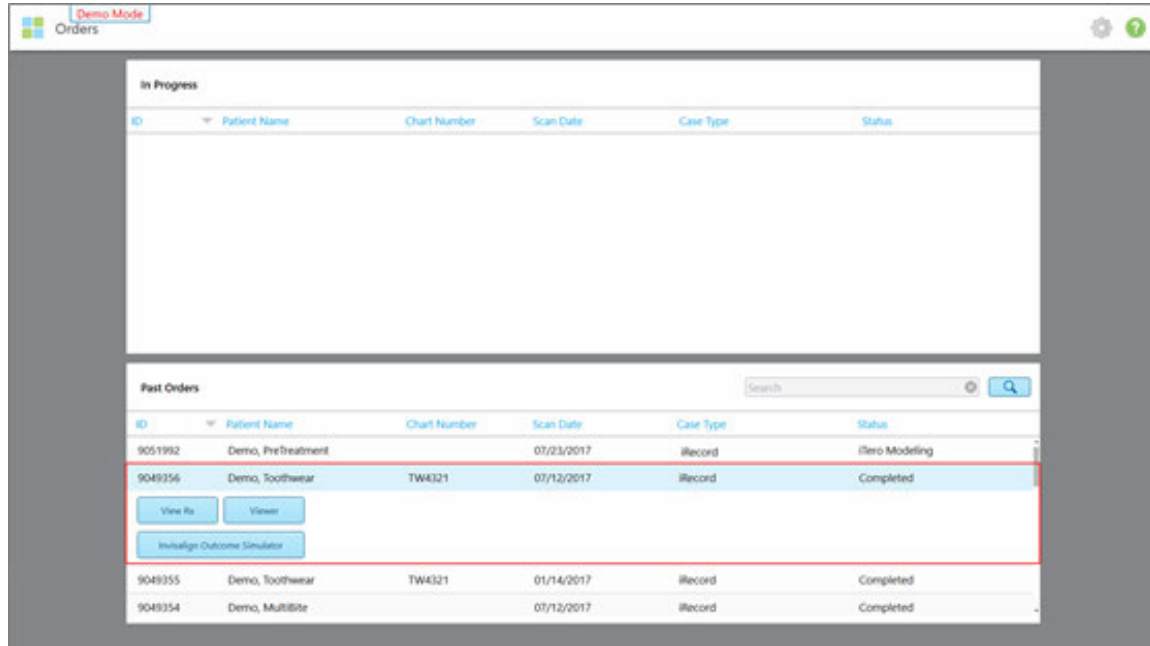 Demo Mode
Orders
In Progress
ID Patient Name Chart Number Scan Date Case Type Status
Past Orders Search
ID Patient Name Chart Number Scan Date Case Type Status
9051992 Demo, PreTreatment 07/23/2017 iRecord iTero Modeling
9049356 Demo, Toothwear TW4321 07/12/2017 iRecord Completed
View Rx Viewer
Invisalign Outcome Simulator
9049355 Demo, Toothwear TW4321 01/14/2017 iRecord Completed
9049354 Demo, MultiBite 07/12/2017 iRecord Completed